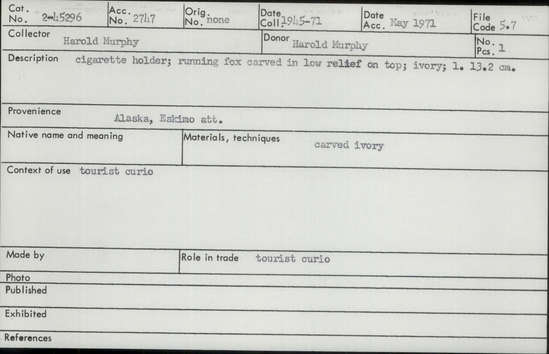 Cat. No. 2-45296 Acc. No. 2747 Orig. No. none Date Coll 1945-71 Date Acc. May 1971 File Code 5.7
Collector Harold Murphy Donor Harold Murphy No. Pcs. 1
Description cigarette holder; running fox carved in low relief on top; ivory; l. 13.2 cm.
Provenience
Alaska, Eskimo att.
Native name and meaning Materials, techniques carved ivory
Context of use tourist curio
Made by Role in trade tourist curio
Photo
Published
Exhibited
References